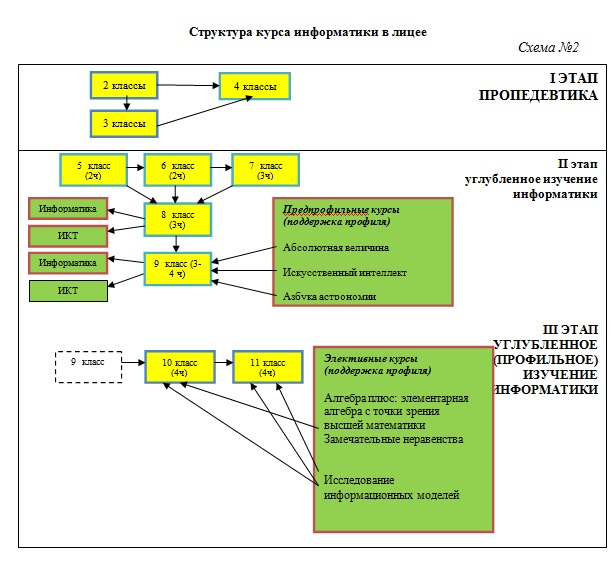 Структура курса информатики в лицее
Схема №2
I ЭТАП
ПРОПЕДЕВТИКА
2 классы
4 классы
3 классы
II этап
углубленное изучение
информатики
5 класс
(2ч)
6 класс
(2ч)
7 класс
(3ч)
8 класс
(3ч)
Информатика
ИКТ
9 класс (3-
4 ч)
Информатика
ИКТ
Предпрофильные курсы
(поддержка профиля)
Абсолютная величина
Искусственный интеллект
Азбука астрономии
III ЭТАП
УГЛУБЛЕННОЕ
(ПРОФИЛЬНОЕ)
ИЗУЧЕНИЕ
ИНФОРМАТИКИ
9 класс
10 класс
(4ч)
11 класс
(4ч)
Элективные курсы
(поддержка профиля)
Алгебра плюс: элементарная
алгебра с точки зрения
высшей математики
Замечательные неравенства
Исследование
информационных моделей